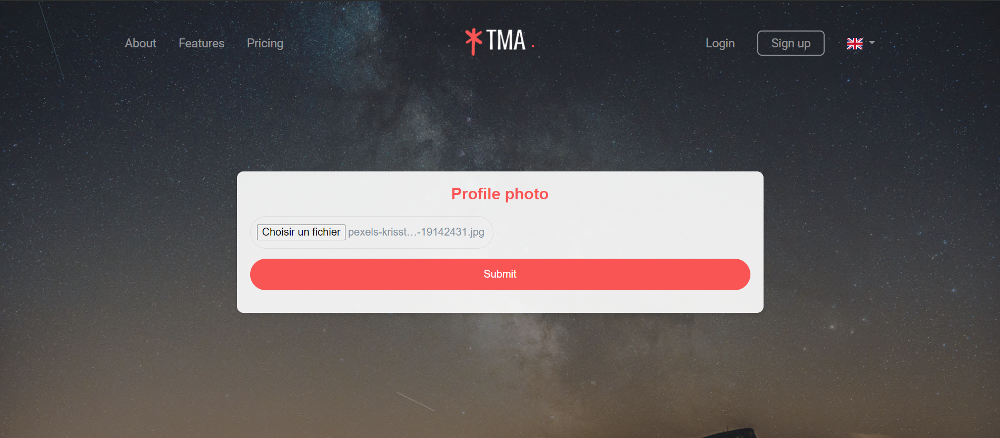 About Features Pricing TMA . Login Sign up
Profile photo
Choisir un fichier pexels-krisst...-19142431.jpg
Submit